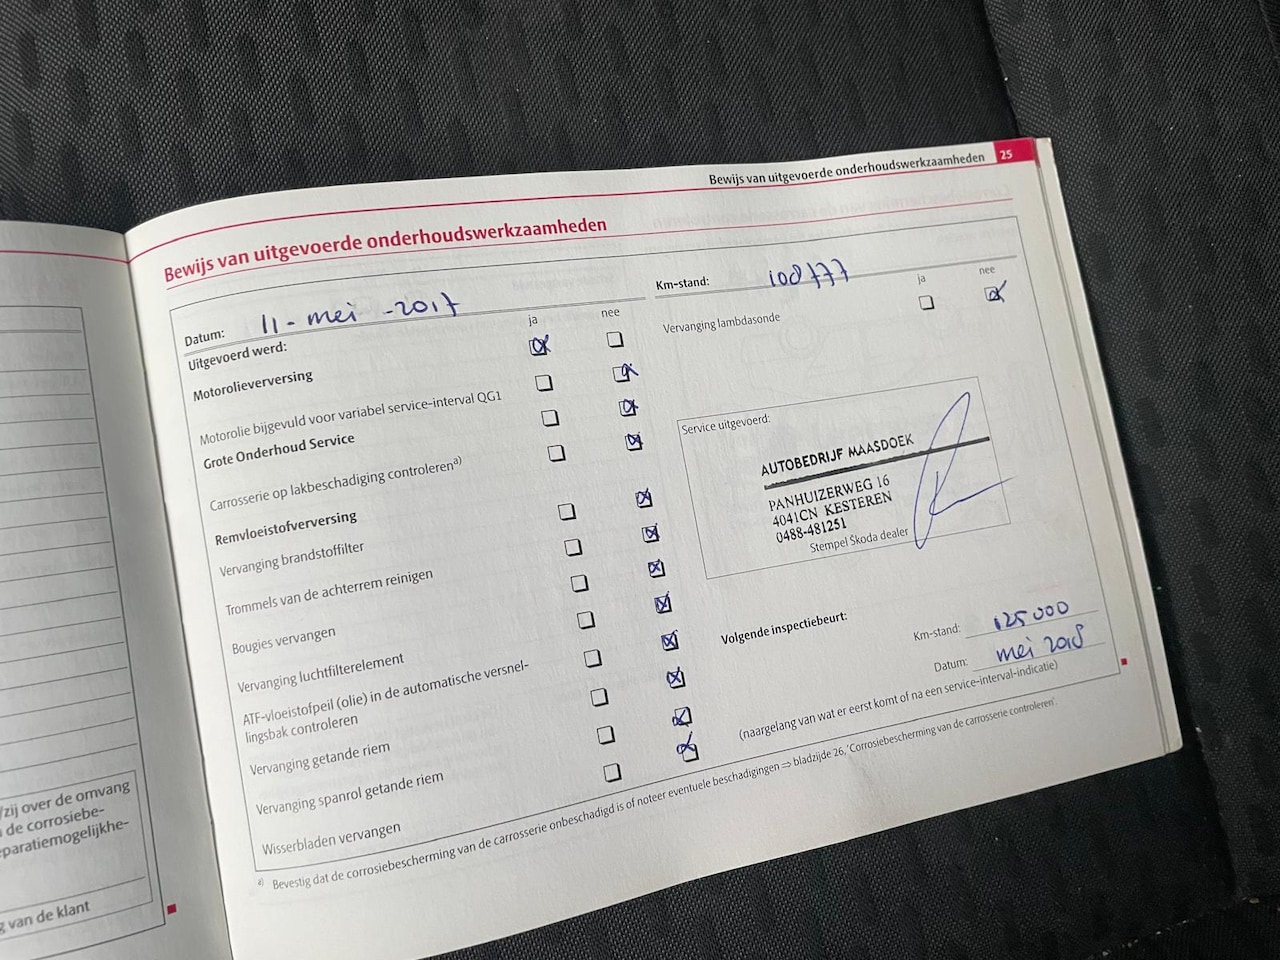 Bewijs van uitgevoerde onderhoudswerkzaamheden 25
Bewijs van uitgevoerde onderhoudswerkzaamheden
Datum: 11 - mei - 2017
Km-stand: 108777
Uitgevoerd werd:
ja nee
ja nee
Motorolieverversing
Vervanging lambdasonde
Motorolie bijgevuld voor variabel service-interval QG1
Grote Onderhoud Service
Carrosserie op lakbeschadiging controleren a)
Remvloeistofverversing
Vervanging brandstoffilter
Trommels van de achterrem reinigen
Bougies vervangen
Vervanging luchtfilterelement
ATF-vloeistofpeil (olie) in de automatische versnel-
lingsbak controleren
Vervanging getande riem
Vervanging spanrol getande riem
Wisserbladen vervangen
Service uitgevoerd:
AUTOBEDRIJF MAASDOEK
PANHUIZERWEG 16
4041CN KESTEREN
0488-481251
Stempel Škoda dealer
Volgende inspectiebeurt:
Km-stand: 125000
Datum: mei 2018
(naargelang van wat er eerst komt of na een service-interval-indicatie)
a) Bevestig dat de corrosiebescherming van de carrosserie onbeschadigd is of noteer eventuele beschadigingen ⇒ bladzijde 26, 'Corrosiebescherming van de carrosserie controleren'.
/zij over de omvang
de corrosiebe-
paratiemogelijkhe-
g van de klant